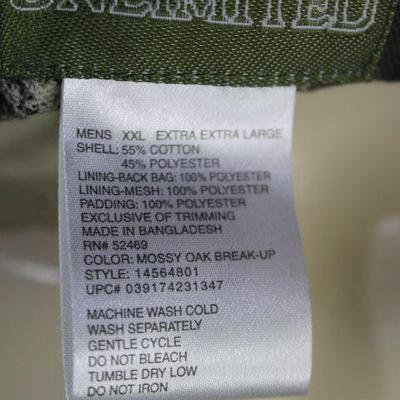 UNLIMITED
MENS XXL EXTRA EXTRA LARGE
SHELL: 55% COTTON
45% POLYESTER
LINING-BACK BAG: 100% POLYESTER
LINING-MESH: 100% POLYESTER
PADDING: 100% POLYESTER
EXCLUSIVE OF TRIMMING
MADE IN BANGLADESH
RN# 52469
COLOR: MOSSY OAK BREAK-UP
STYLE: 14564801
UPC# 039174231347
MACHINE WASH COLD
WASH SEPARATELY
GENTLE CYCLE
DO NOT BLEACH
TUMBLE DRY LOW
DO NOT IRON